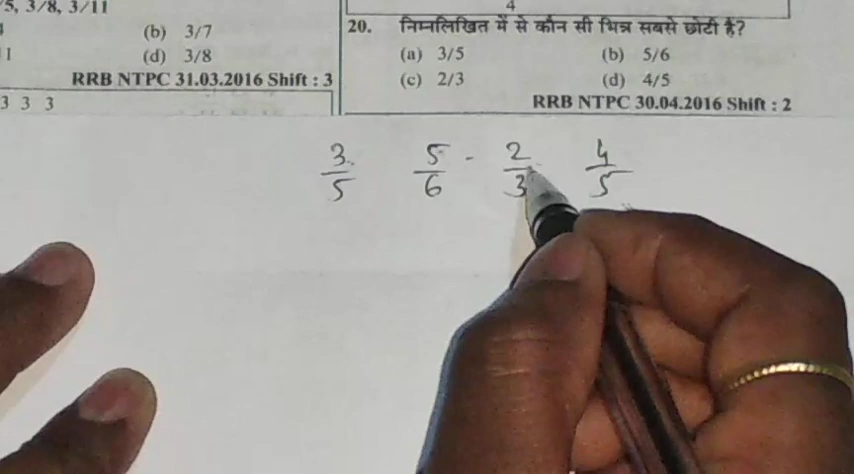 5, 3/8, 3/11
(b) 3/7
1 (d) 3/8
RRB NTPC 31.03.2016 Shift : 3
3 3 3
4
20. निम्नलिखित में से कौन सी भिन्न सबसे छोटी है?
(a) 3/5 (b) 5/6
(c) 2/3 (d) 4/5
RRB NTPC 30.04.2016 Shift : 2
3/5 5/6 - 2/3 4/5